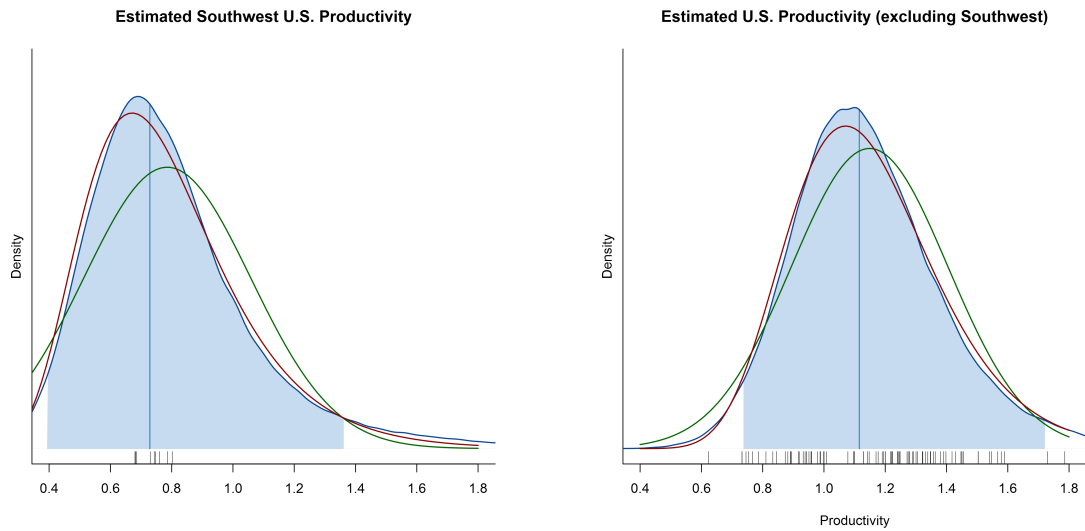 Estimated Southwest U.S. Productivity
Density
0.4 0.6 0.8 1.0 1.2 1.4 1.6 1.8
Estimated U.S. Productivity (excluding Southwest)
Density
0.4 0.6 0.8 1.0 1.2 1.4 1.6 1.8
Productivity